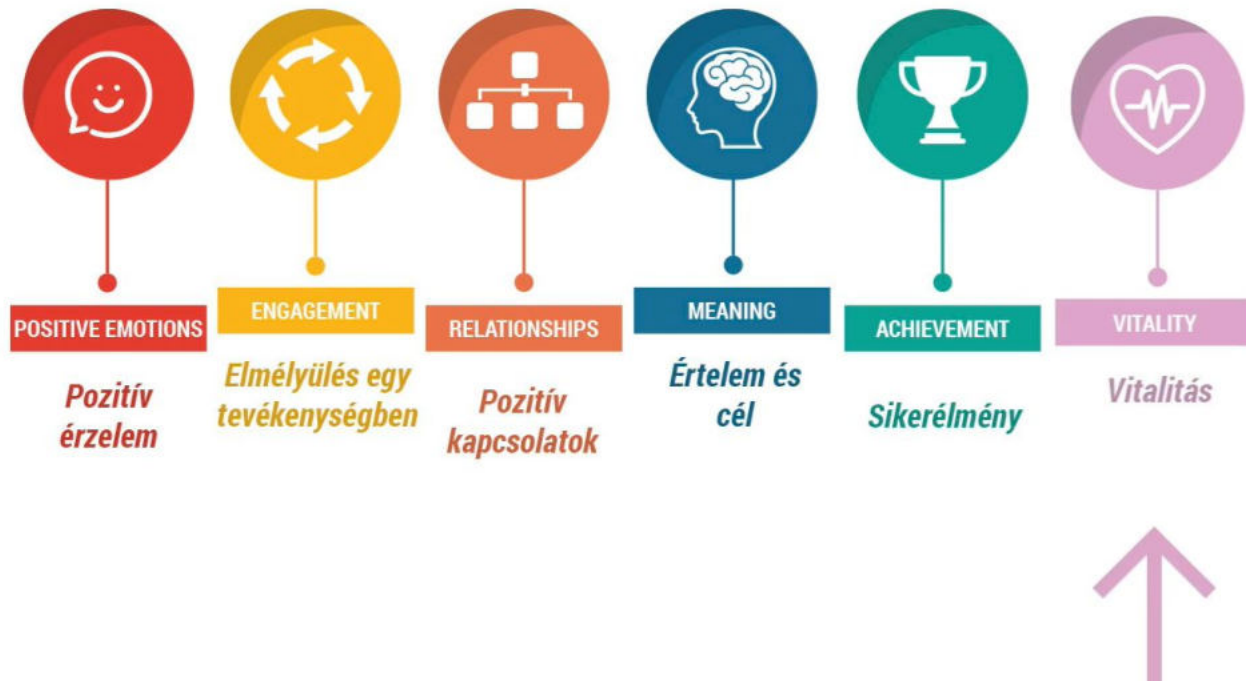 POSITIVE EMOTIONS
Pozitív
érzelem
ENGAGEMENT
Elmélyülés egy
tevékenységben
RELATIONSHIPS
Pozitív
kapcsolatok
MEANING
Értelem és
cél
ACHIEVEMENT
Sikerélmény
VITALITY
Vitalitás